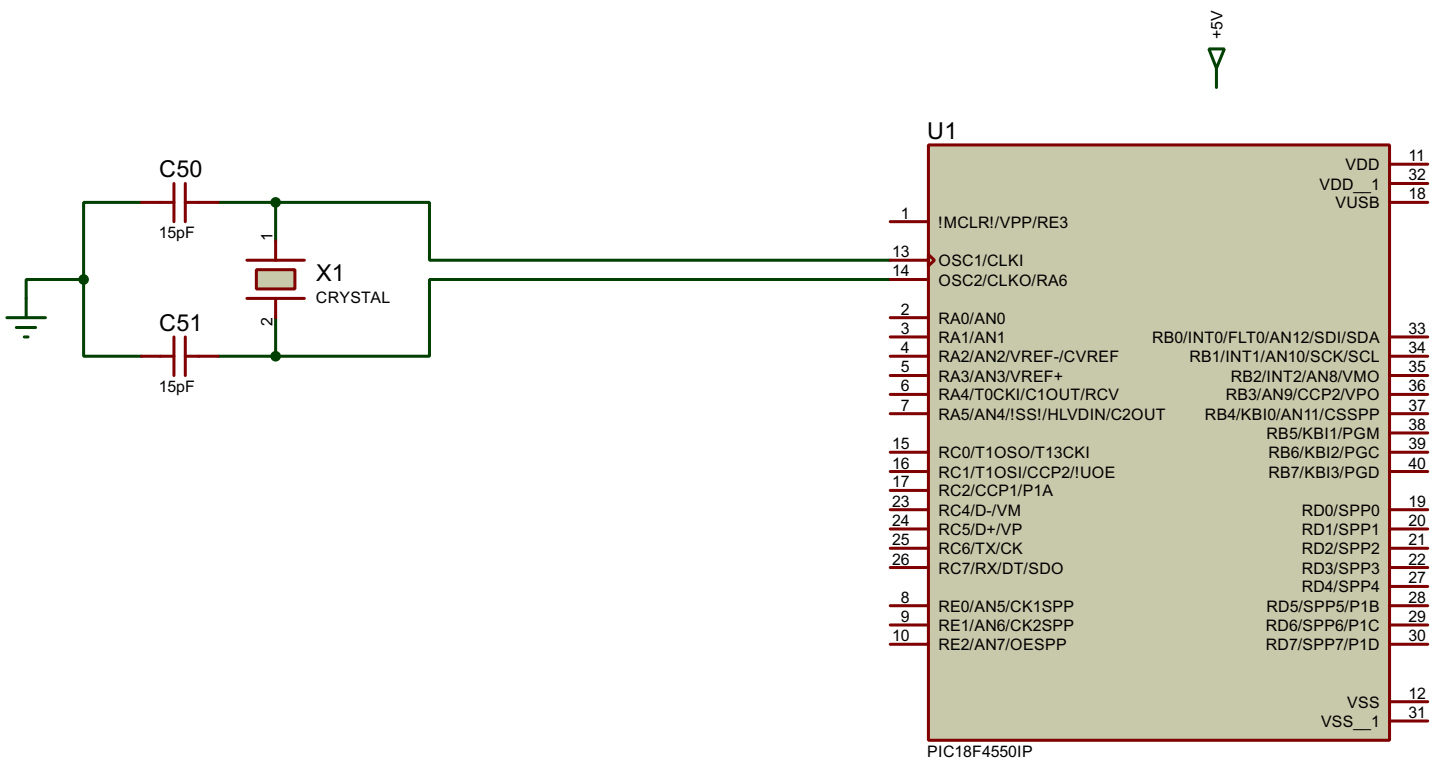 +5V
U1
C50
15pF
1
X1
CRYSTAL
2
C51
15pF
1 !MCLR!/VPP/RE3
13 OSC1/CLKI
14 OSC2/CLKO/RA6
2 RA0/AN0
3 RA1/AN1
4 RA2/AN2/VREF-/CVREF
5 RA3/AN3/VREF+
6 RA4/T0CKI/C1OUT/RCV
7 RA5/AN4/!SS!/HLVDIN/C2OUT
15 RC0/T1OSO/T13CKI
16 RC1/T1OSI/CCP2/!UOE
17 RC2/CCP1/P1A
23 RC4/D-/VM
24 RC5/D+/VP
25 RC6/TX/CK
26 RC7/RX/DT/SDO
8 RE0/AN5/CK1SPP
9 RE1/AN6/CK2SPP
10 RE2/AN7/OESPP
VDD 11
VDD__1 32
VUSB 18
RB0/INT0/FLT0/AN12/SDI/SDA 33
RB1/INT1/AN10/SCK/SCL 34
RB2/INT2/AN8/VMO 35
RB3/AN9/CCP2/VPO 36
RB4/KBI0/AN11/CSSPP 37
RB5/KBI1/PGM 38
RB6/KBI2/PGC 39
RB7/KBI3/PGD 40
RD0/SPP0 19
RD1/SPP1 20
RD2/SPP2 21
RD3/SPP3 22
RD4/SPP4 27
RD5/SPP5/P1B 28
RD6/SPP6/P1C 29
RD7/SPP7/P1D 30
VSS 12
VSS__1 31
PIC18F4550IP